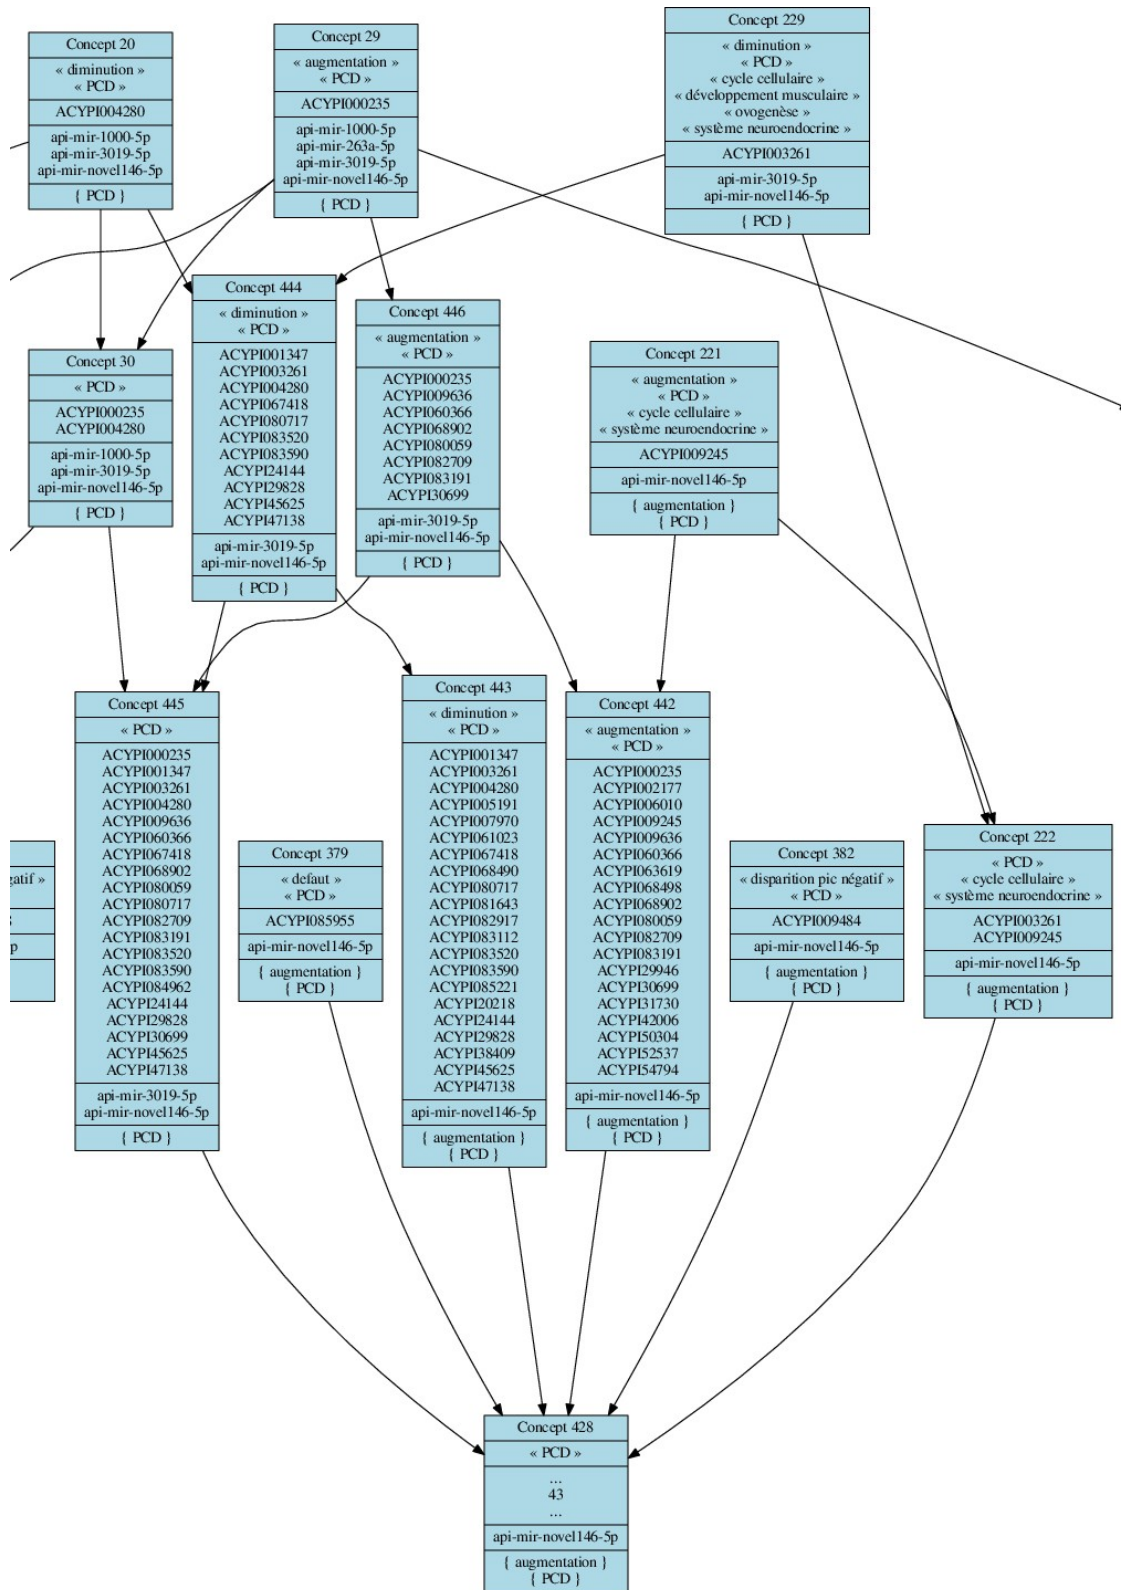 Concept 20
« diminution »
« PCD »
ACYPI004280
api-mir-1000-5p
api-mir-3019-5p
api-mir-novel146-5p
{ PCD }
Concept 29
« augmentation »
« PCD »
ACYPI000235
api-mir-1000-5p
api-mir-263a-5p
api-mir-3019-5p
api-mir-novel146-5p
{ PCD }
Concept 229
« diminution »
« PCD »
« cycle cellulaire »
« développement musculaire »
« ovogenèse »
« système neuroendocrine »
ACYPI003261
api-mir-3019-5p
api-mir-novel146-5p
{ PCD }
Concept 30
« PCD »
ACYPI000235
ACYPI004280
api-mir-1000-5p
api-mir-3019-5p
api-mir-novel146-5p
{ PCD }
Concept 444
« diminution »
« PCD »
ACYPI001347
ACYPI003261
ACYPI004280
ACYPI067418
ACYPI080717
ACYPI083520
ACYPI083590
ACYPI24144
ACYPI29828
ACYPI45625
ACYPI47138
api-mir-3019-5p
api-mir-novel146-5p
{ PCD }
Concept 446
« augmentation »
« PCD »
ACYPI000235
ACYPI009636
ACYPI060366
ACYPI068902
ACYPI080059
ACYPI082709
ACYPI083191
ACYPI30699
api-mir-3019-5p
api-mir-novel146-5p
{ PCD }
Concept 221
« augmentation »
« PCD »
« cycle cellulaire »
« système neuroendocrine »
ACYPI009245
api-mir-novel146-5p
{ augmentation }
{ PCD }
gatif »
p
Concept 445
« PCD »
ACYPI000235
ACYPI001347
ACYPI003261
ACYPI004280
ACYPI009636
ACYPI060366
ACYPI067418
ACYPI068902
ACYPI080059
ACYPI080717
ACYPI082709
ACYPI083191
ACYPI083520
ACYPI083590
ACYPI084962
ACYPI24144
ACYPI29828
ACYPI30699
ACYPI45625
ACYPI47138
api-mir-3019-5p
api-mir-novel146-5p
{ PCD }
Concept 379
« defaut »
« PCD »
ACYPI085955
api-mir-novel146-5p
{ augmentation }
{ PCD }
Concept 443
« diminution »
« PCD »
ACYPI001347
ACYPI003261
ACYPI004280
ACYPI005191
ACYPI007970
ACYPI061023
ACYPI067418
ACYPI068490
ACYPI080717
ACYPI081643
ACYPI082917
ACYPI083112
ACYPI083520
ACYPI083590
ACYPI085221
ACYPI20218
ACYPI24144
ACYPI29828
ACYPI38409
ACYPI45625
ACYPI47138
api-mir-novel146-5p
{ augmentation }
{ PCD }
Concept 442
« augmentation »
« PCD »
ACYPI000235
ACYPI002177
ACYPI006010
ACYPI009245
ACYPI009636
ACYPI060366
ACYPI063619
ACYPI068498
ACYPI068902
ACYPI080059
ACYPI082709
ACYPI083191
ACYPI29946
ACYPI30699
ACYPI31730
ACYPI42006
ACYPI50304
ACYPI52537
ACYPI54794
api-mir-novel146-5p
{ augmentation }
{ PCD }
Concept 382
« disparition pic négatif »
« PCD »
ACYPI009484
api-mir-novel146-5p
{ augmentation }
{ PCD }
Concept 222
« PCD »
« cycle cellulaire »
« système neuroendocrine »
ACYPI003261
ACYPI009245
api-mir-novel146-5p
{ augmentation }
{ PCD }
Concept 428
« PCD »
...
43
...
api-mir-novel146-5p
{ augmentation }
{ PCD }